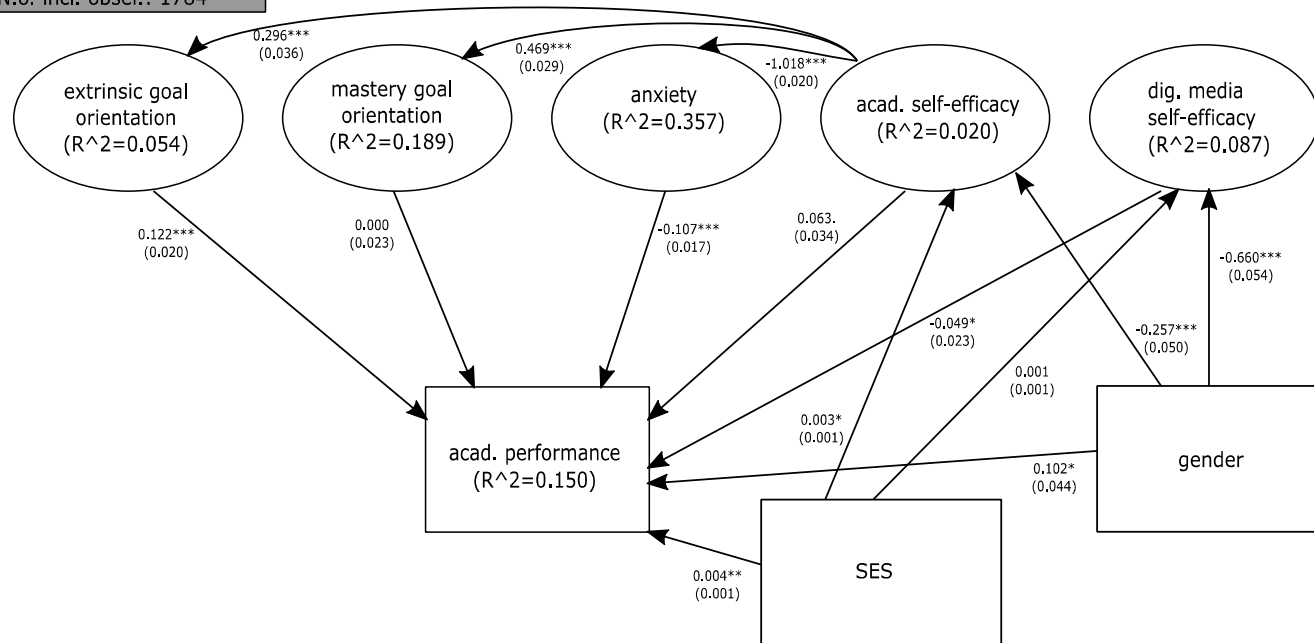 N.o. incl. obser.: 1784
0.296***
(0.036)
0.469***
(0.029)
-1.018***
(0.020)
extrinsic goal
orientation
(R^2=0.054)
mastery goal
orientation
(R^2=0.189)
anxiety
(R^2=0.357)
acad. self-efficacy
(R^2=0.020)
dig. media
self-efficacy
(R^2=0.087)
0.122***
(0.020)
0.000
(0.023)
-0.107***
(0.017)
0.063.
(0.034)
-0.660***
(0.054)
-0.049*
(0.023)
-0.257***
(0.050)
0.001
(0.001)
0.003*
(0.001)
acad. performance
(R^2=0.150)
0.102*
(0.044)
gender
0.004**
(0.001)
SES